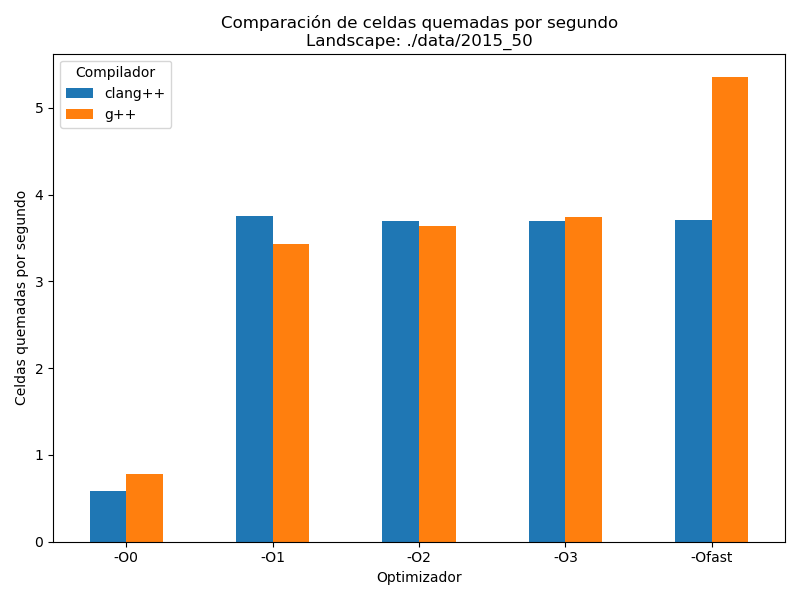 Comparación de celdas quemadas por segundo
Landscape: ./data/2015_50
Compilador
clang++
g++
Celdas quemadas por segundo
5
4
3
2
1
0
-O0
-O1
-O2
-O3
-Ofast
Optimizador